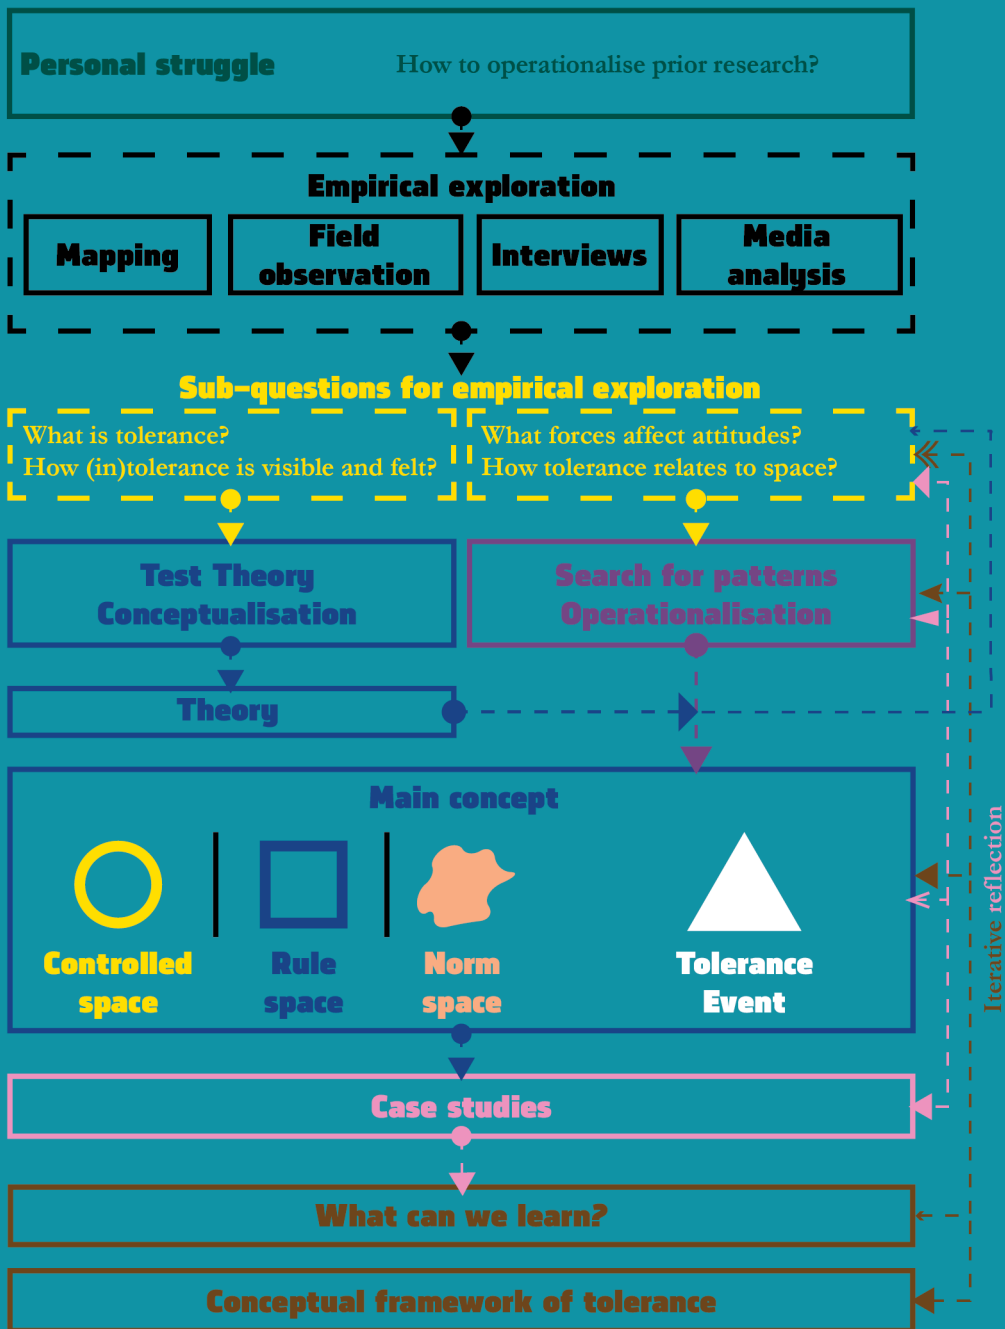 Personal struggle
How to operationalise prior research?
Empirical exploration
Mapping
Field
observation
Interviews
Media
analysis
Sub-questions for empirical exploration
What is tolerance?
How (in)tolerance is visible and felt?
What forces affect attitudes?
How tolerance relates to space?
Test Theory
Conceptualisation
Search for patterns
Operationalisation
Theory
Main concept
Controlled
space
Rule
space
Norm
space
Tolerance
Event
Iterative reflection
Case studies
What can we learn?
Conceptual framework of tolerance